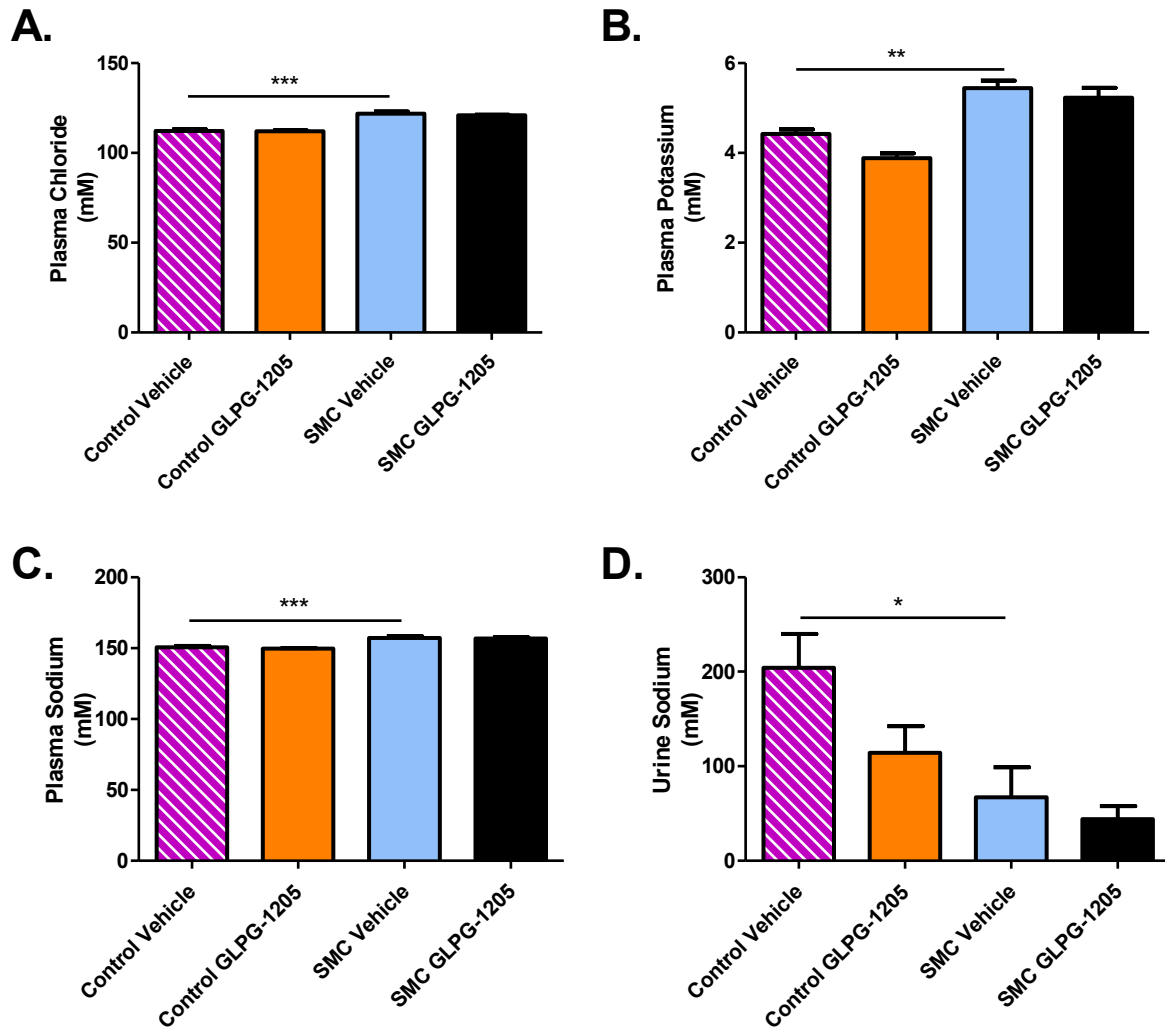 A.
Plasma Chloride
(mM)
150
100
50
0
***
Control Vehicle
Control GLPG-1205
SMC Vehicle
SMC GLPG-1205
B.
Plasma Potassium
(mM)
6
4
2
0
**
Control Vehicle
Control GLPG-1205
SMC Vehicle
SMC GLPG-1205
C.
Plasma Sodium
(mM)
200
150
100
50
0
***
Control Vehicle
Control GLPG-1205
SMC Vehicle
SMC GLPG-1205
D.
Urine Sodium
(mM)
300
200
100
0
*
Control Vehicle
Control GLPG-1205
SMC Vehicle
SMC GLPG-1205